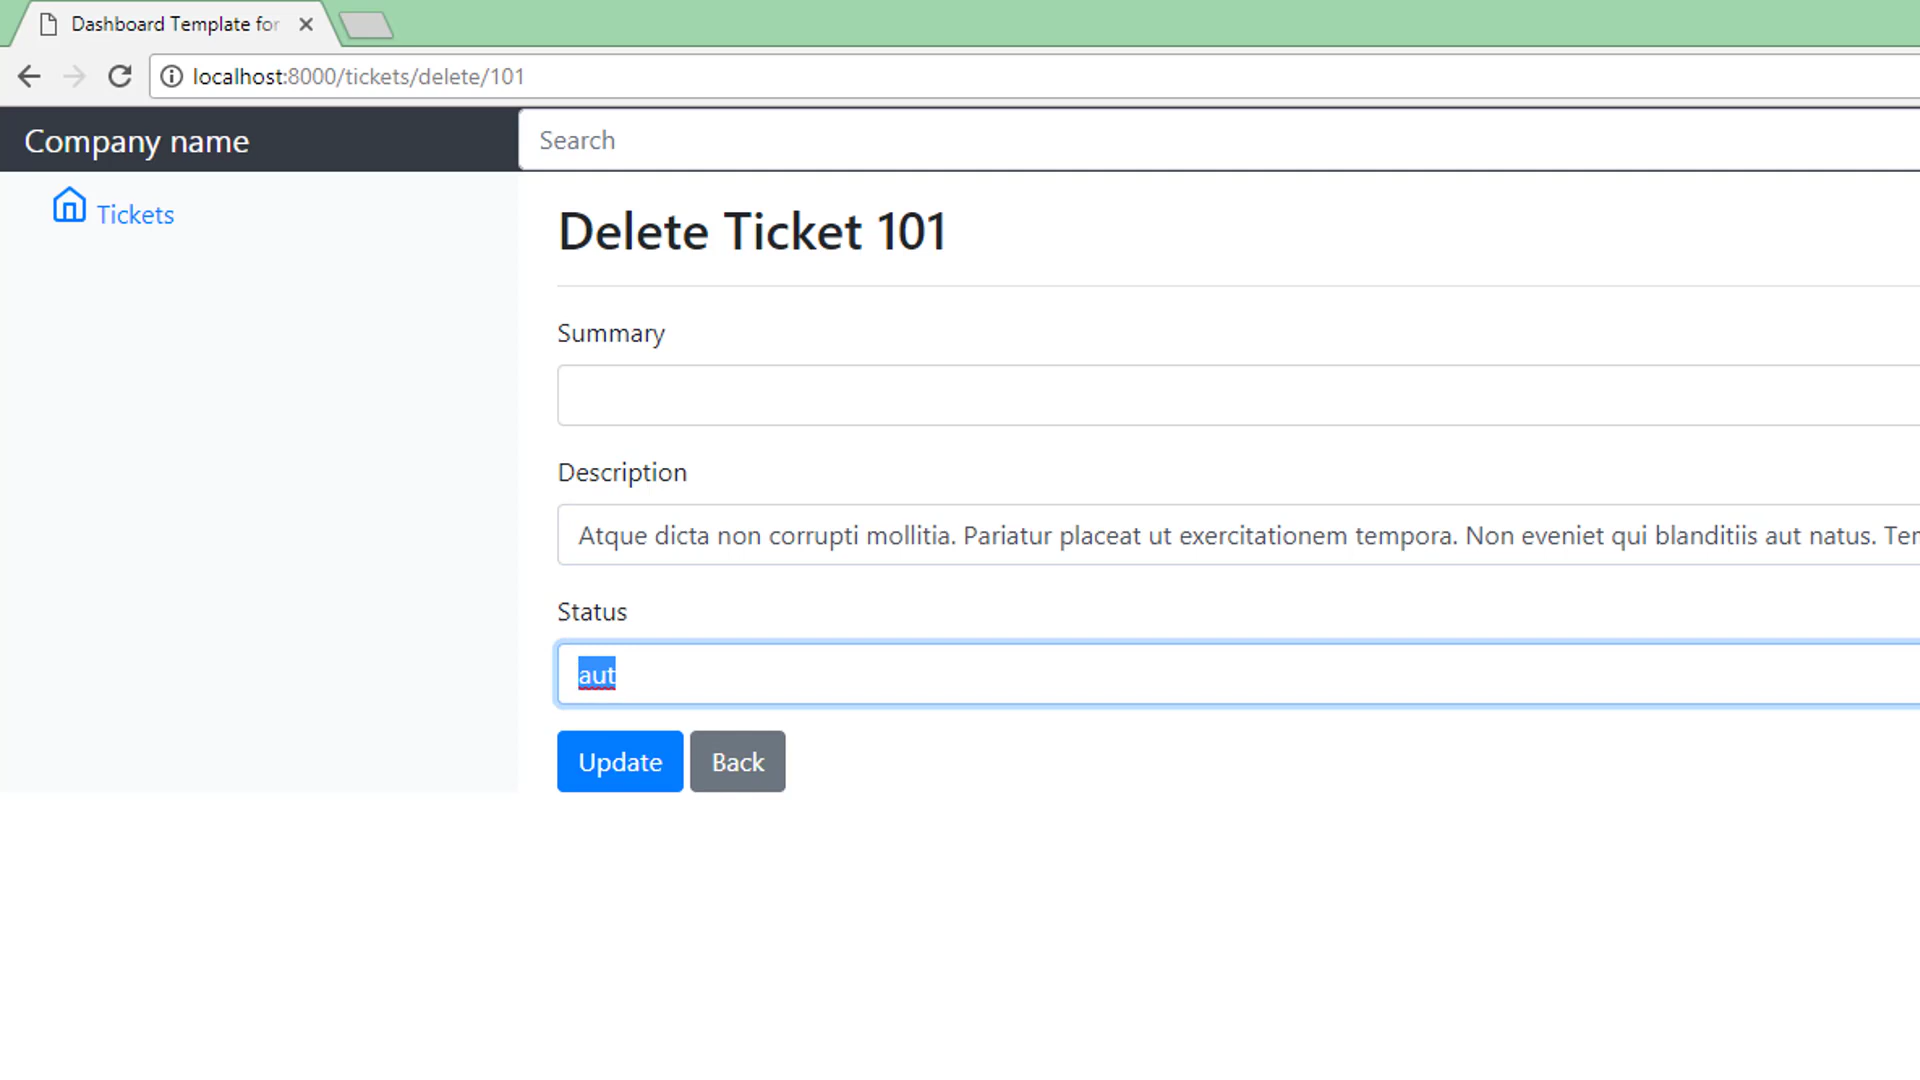 Dashboard Template for
localhost:8000/tickets/delete/101
Company name
Search
Tickets
Delete Ticket 101
Summary
Description
Atque dicta non corrupti mollitia. Pariatur placeat ut exercitationem tempora. Non eveniet qui blanditiis aut natus.
Status
aut
Update Back